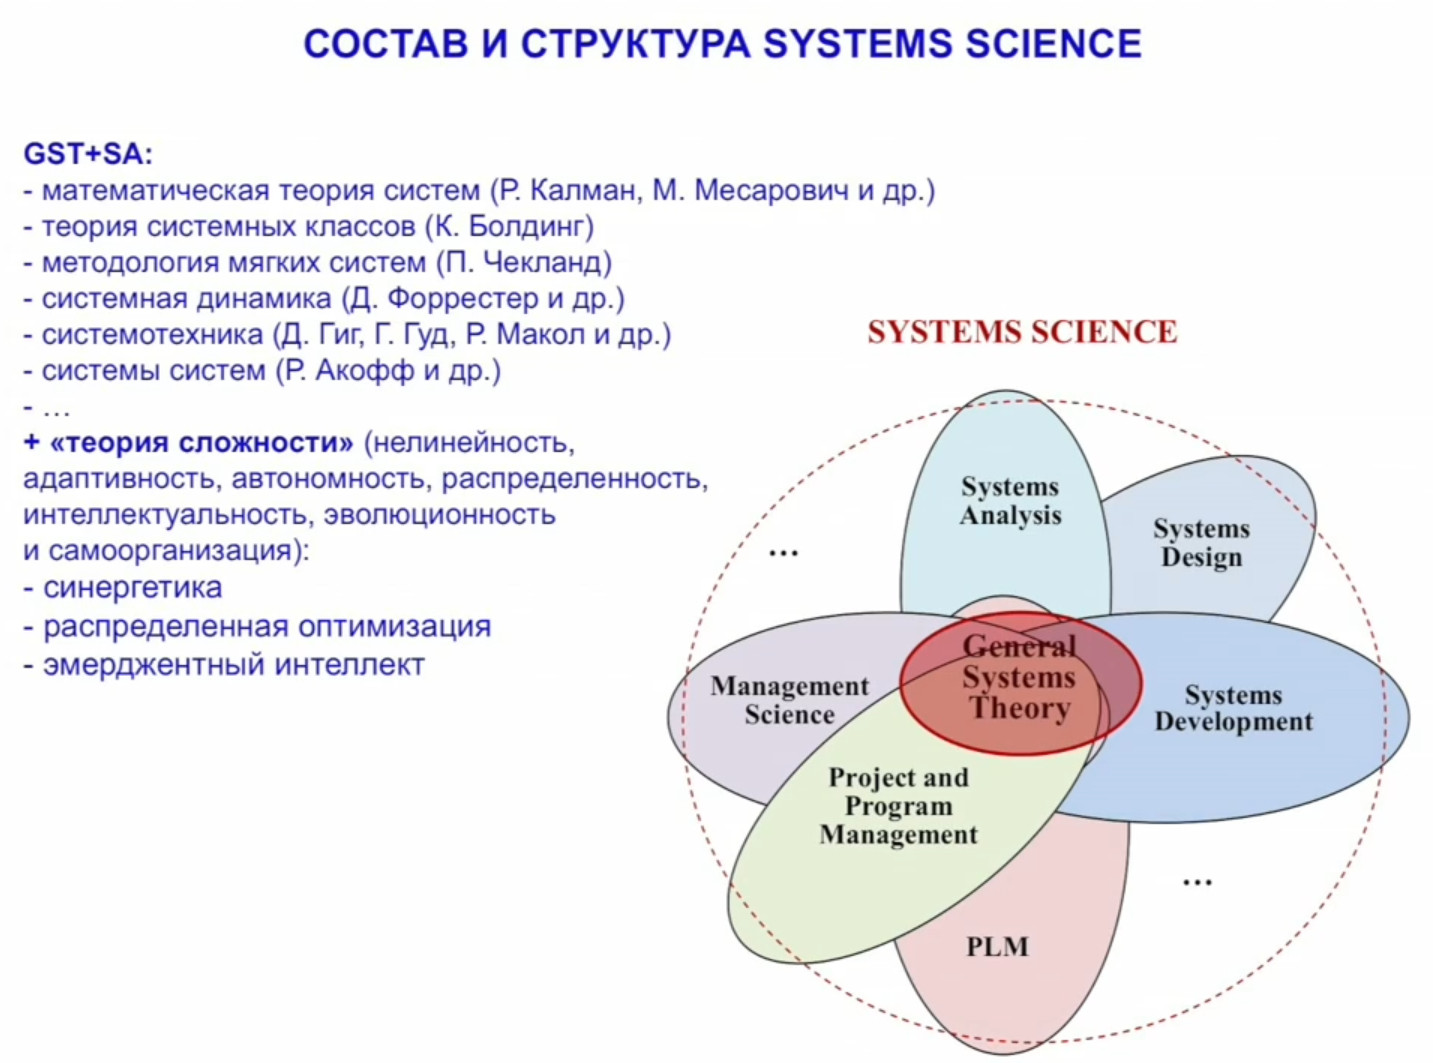 СОСТАВ И СТРУКТУРА SYSTEMS SCIENCE
GST+SA:
- математическая теория систем (Р. Калман, М. Месарович и др.)
- теория системных классов (К. Болдинг)
- методология мягких систем (П. Чекланд)
- системная динамика (Д. Форрестер и др.)
- системотехника (Д. Гиг, Г. Гуд, Р. Макол и др.)
- системы систем (Р. Акофф и др.)
- ...
+ «теория сложности» (нелинейность,
адаптивность, автономность, распределенность,
интеллектуальность, эволюционность
и самоорганизация):
- синергетика
- распределенная оптимизация
- эмерджентный интеллект
SYSTEMS SCIENCE
Systems
Analysis
Systems
Design
...
General
Systems
Theory
Management
Science
Systems
Development
Project and
Program
Management
...
PLM